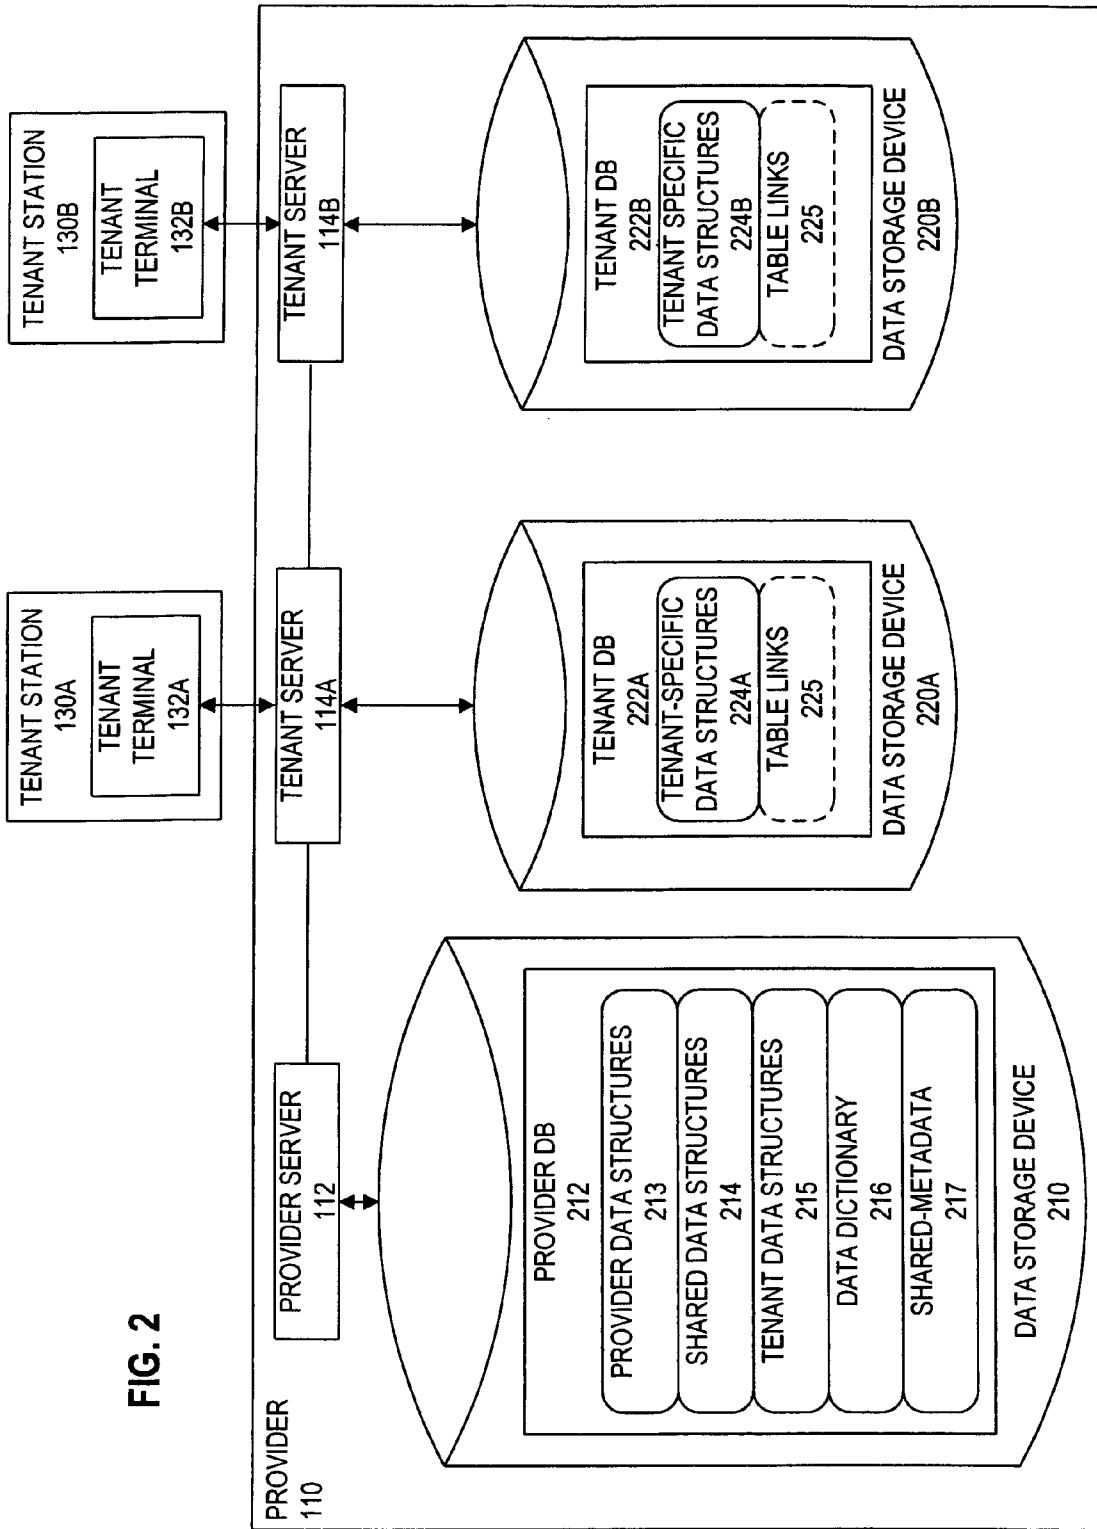 FIG. 2
PROVIDER
110
PROVIDER SERVER
112
PROVIDER DB
212
PROVIDER DATA STRUCTURES
213
SHARED DATA STRUCTURES
214
TENANT DATA STRUCTURES
215
DATA DICTIONARY
216
SHARED-METADATA
217
DATA STORAGE DEVICE
210
TENANT STATION
130A
TENANT
TERMINAL
132A
TENANT SERVER
114A
TENANT DB
222A
TENANT-SPECIFIC
DATA STRUCTURES
224A
TABLE LINKS
225
DATA STORAGE DEVICE
220A
TENANT STATION
130B
TENANT
TERMINAL
132B
TENANT SERVER
114B
TENANT DB
222B
TENANT SPECIFIC
DATA STRUCTURES
224B
TABLE LINKS
225
DATA STORAGE DEVICE
220B